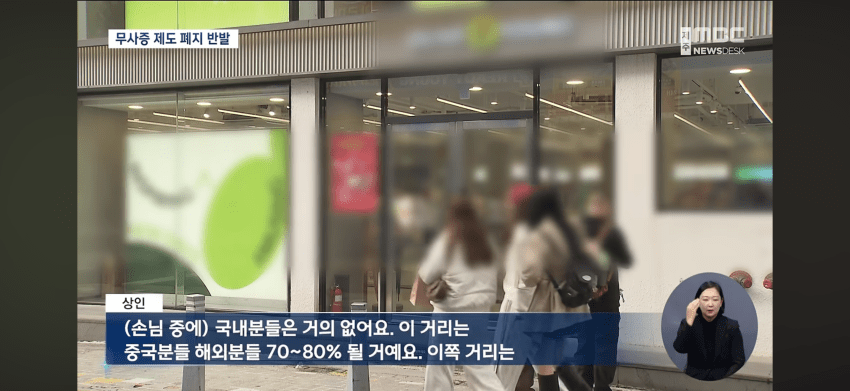 무사증 제도 폐지 반발
제주 MBC
NEWSDESK
상인
(손님 중에) 국내분들은 거의 없어요. 이 거리는
중국분들 해외분들 70~80% 될 거예요. 이쪽 거리는